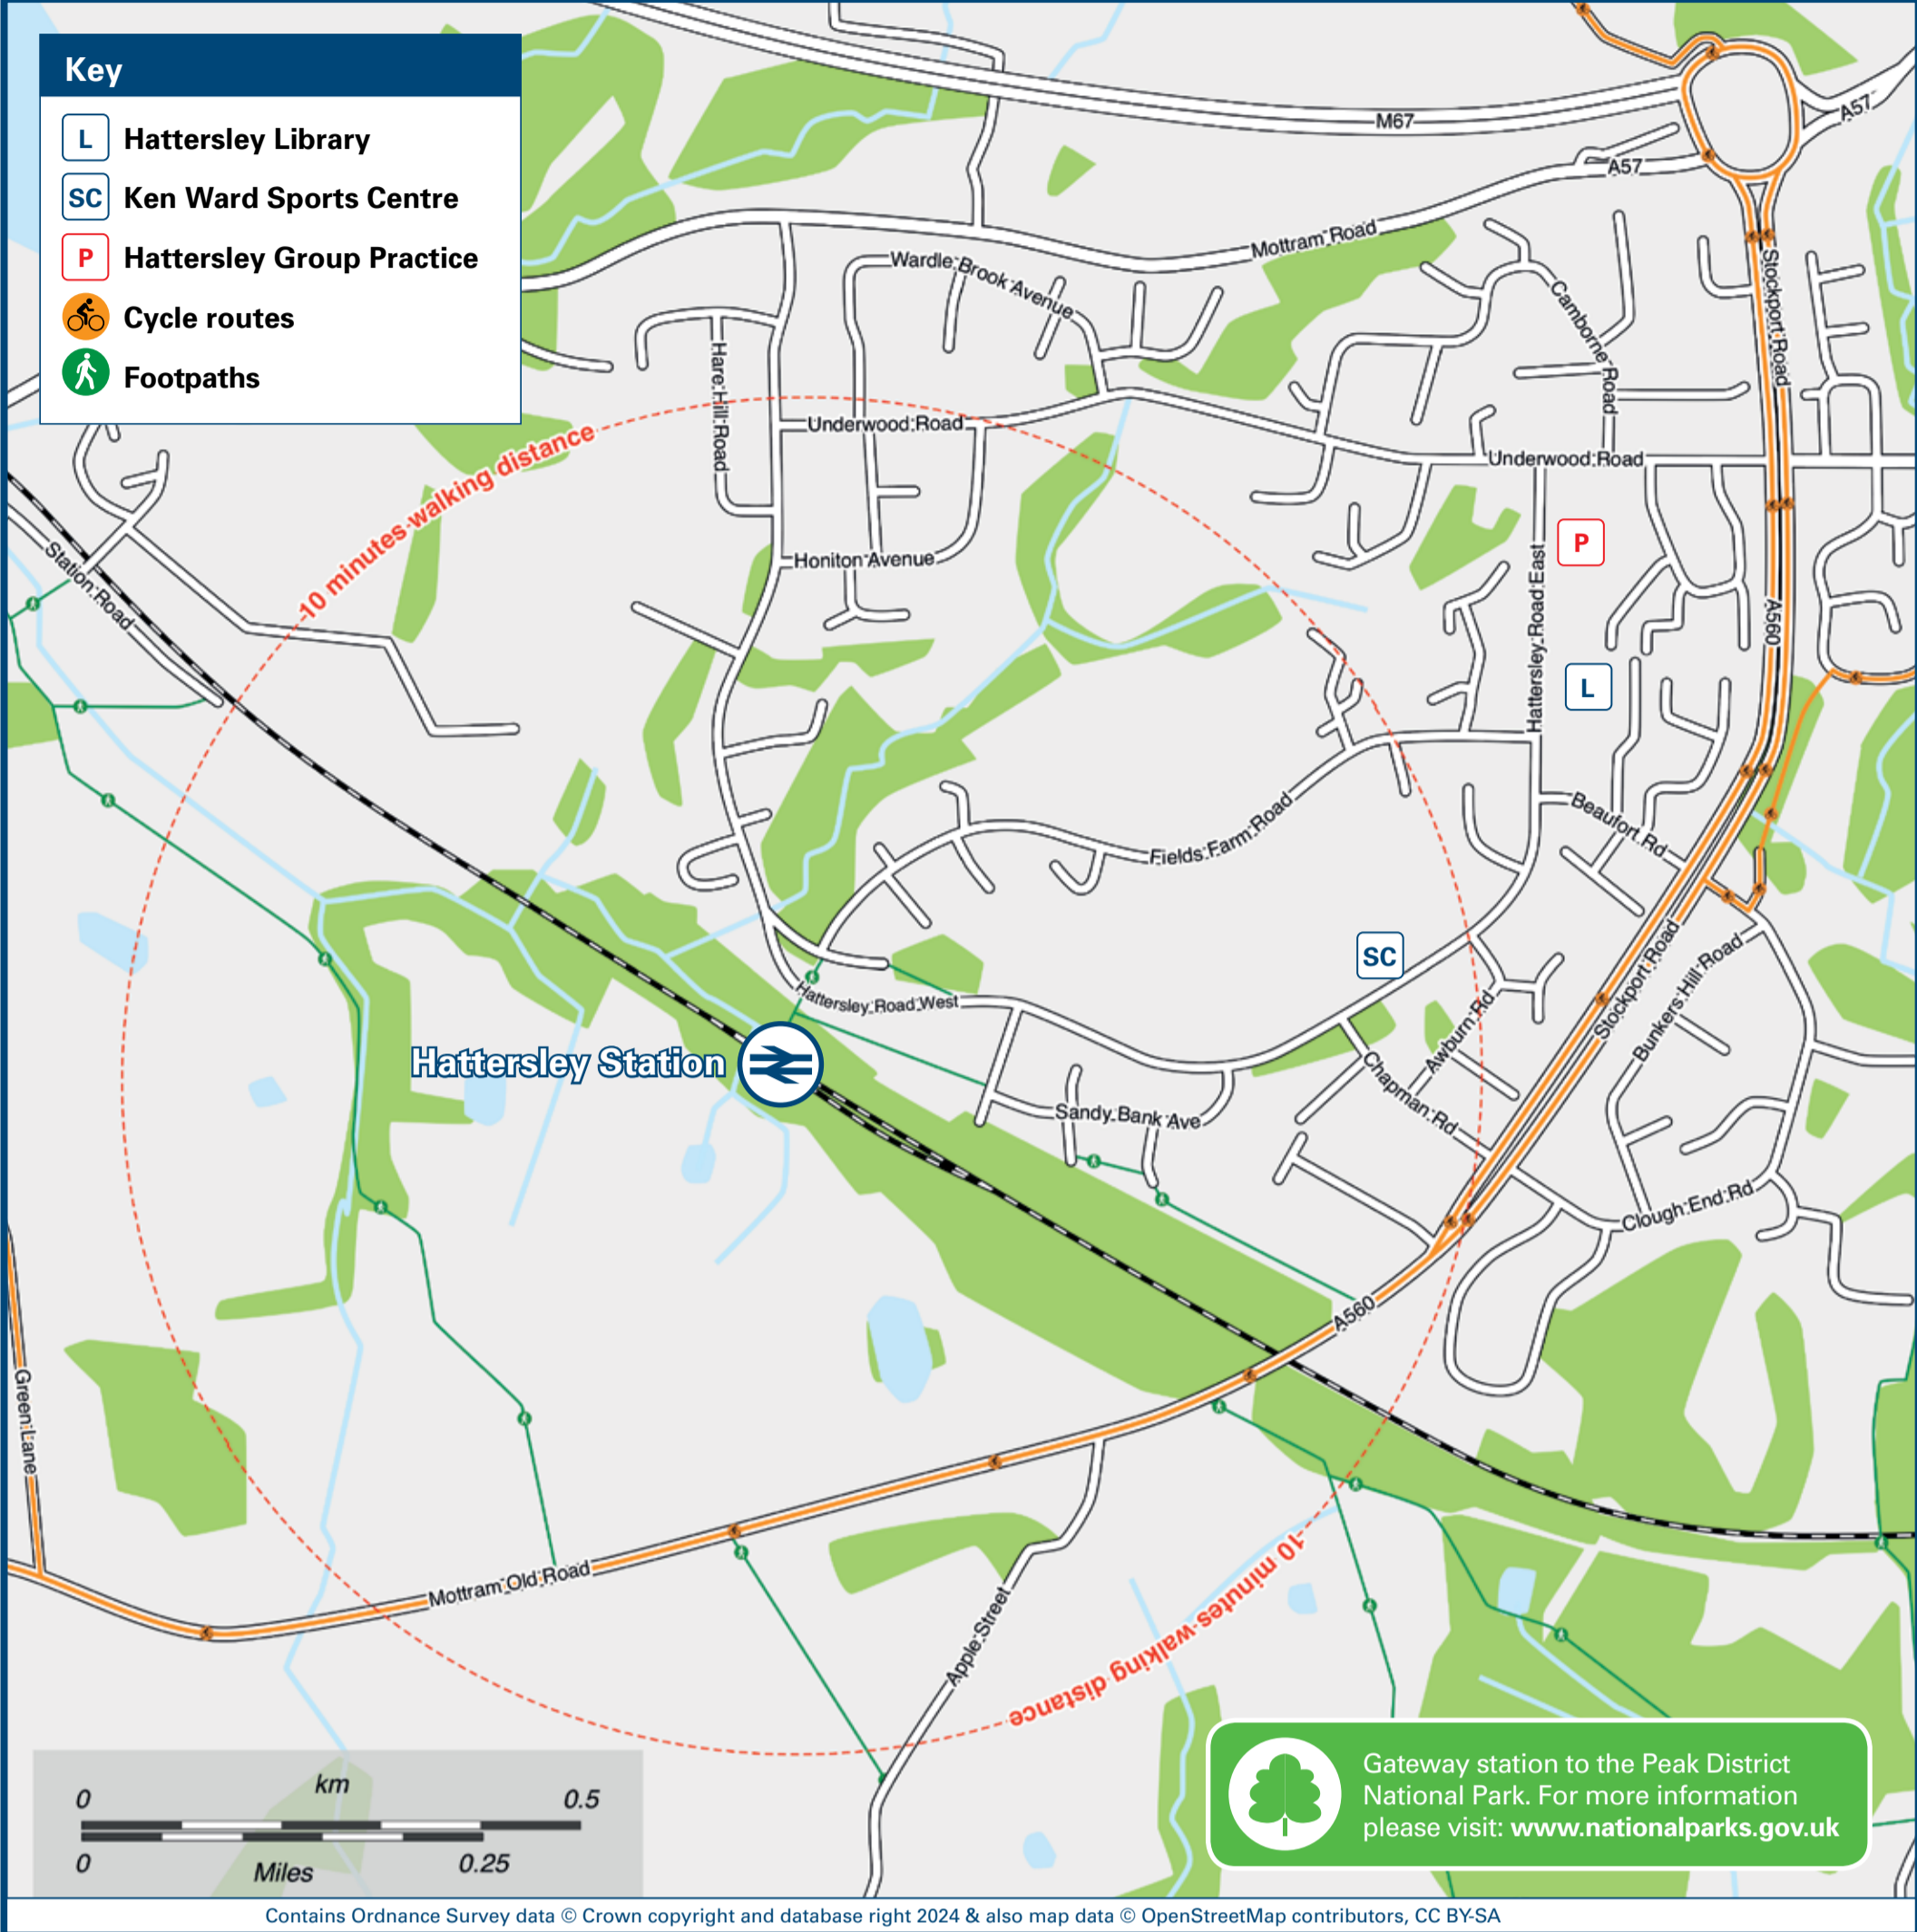 Key
L Hattersley Library
SC Ken Ward Sports Centre
P Hattersley Group Practice
Cycle routes
Footpaths
M67
A57
A57
Mottram Road
Wardle Brook Avenue
Camborne Road
Stockport Road
Hare Hill Road
Underwood Road
Underwood Road
10 minutes walking distance
Honiton Avenue
Station Road
P
Hattersley Road East
A560
L
Beaufort Rd
Fields Farm Road
SC
Hattersley Road West
Stockport Road
Bunkers Hill Road
Awburn Rd
Hattersley Station
Chapman Rd
Sandy Bank Ave
Clough End Rd
A560
Green Lane
Mottram Old Road
10 minutes walking distance
Apple Street
km
0 0.5
0 0.25
Miles
Gateway station to the Peak District
National Park. For more information
please visit: www.nationalparks.gov.uk
Contains Ordnance Survey data © Crown copyright and database right 2024 & also map data © OpenStreetMap contributors, CC BY-SA